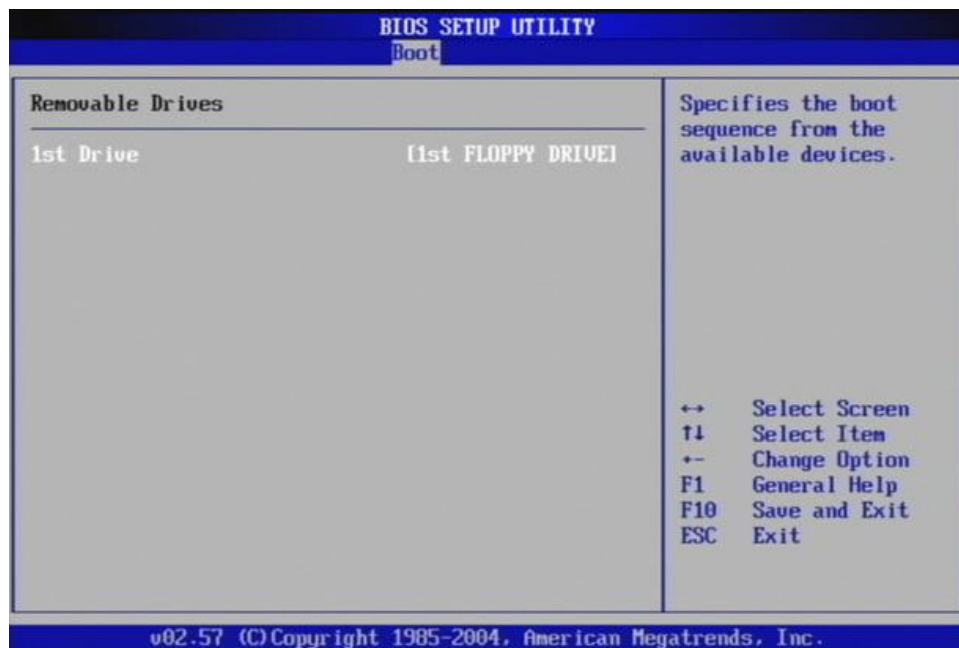 BIOS SETUP UTILITY
Boot
Removable Drives
1st Drive [1st FLOPPY DRIVE]
Specifies the boot
sequence from the
available devices.
↔ Select Screen
↑↓ Select Item
+- Change Option
F1 General Help
F10 Save and Exit
ESC Exit
v02.57 (C)Copyright 1985-2004, American Megatrends, Inc.